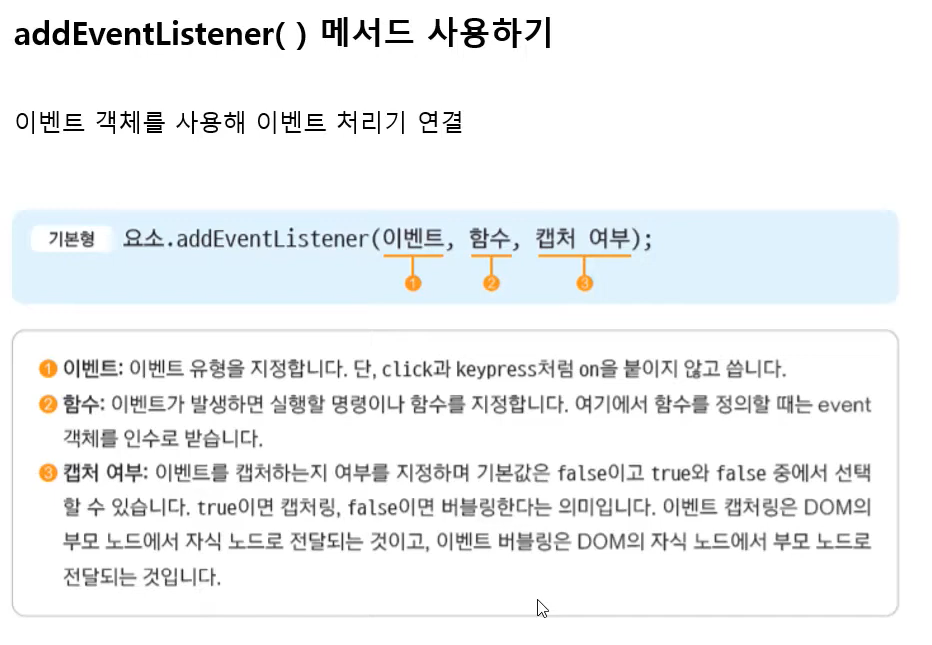 addEventListener( ) 메서드 사용하기
이벤트 객체를 사용해 이벤트 처리기 연결
기본형 요소.addEventListener(이벤트, 함수, 캡처 여부);
1 2 3
1 이벤트: 이벤트 유형을 지정합니다. 단, click과 keypress처럼 on을 붙이지 않고 씁니다.
2 함수: 이벤트가 발생하면 실행할 명령이나 함수를 지정합니다. 여기에서 함수를 정의할 때는 event
객체를 인수로 받습니다.
3 캡처 여부: 이벤트를 캡처하는지 여부를 지정하며 기본값은 false이고 true와 false 중에서 선택
할 수 있습니다. true이면 캡처링, false이면 버블링한다는 의미입니다. 이벤트 캡처링은 DOM의
부모 노드에서 자식 노드로 전달되는 것이고, 이벤트 버블링은 DOM의 자식 노드에서 부모 노드로
전달되는 것입니다.